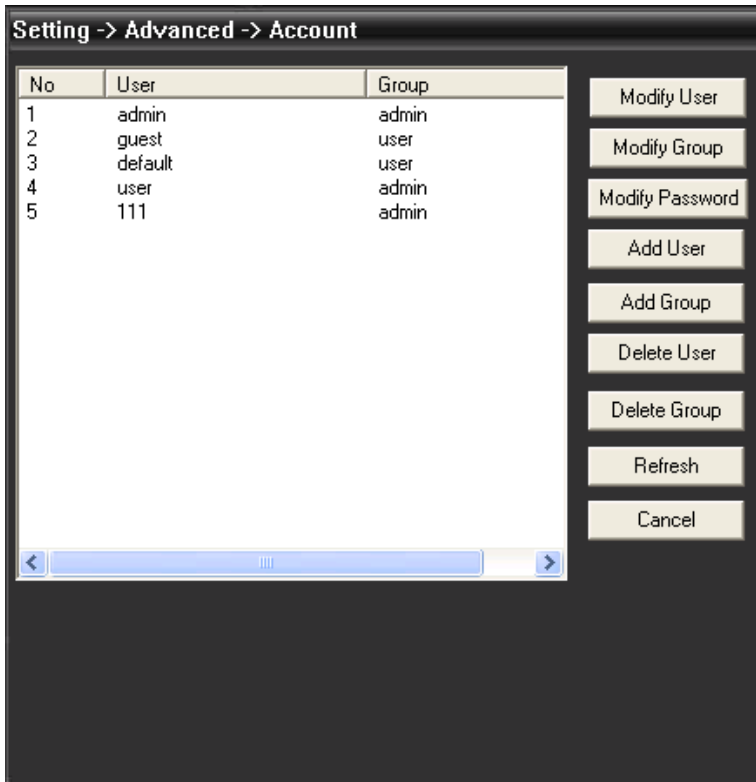 Setting -> Advanced -> Account
No User Group
1 admin admin
2 guest user
3 default user
4 user admin
5 111 admin
Modify User
Modify Group
Modify Password
Add User
Add Group
Delete User
Delete Group
Refresh
Cancel